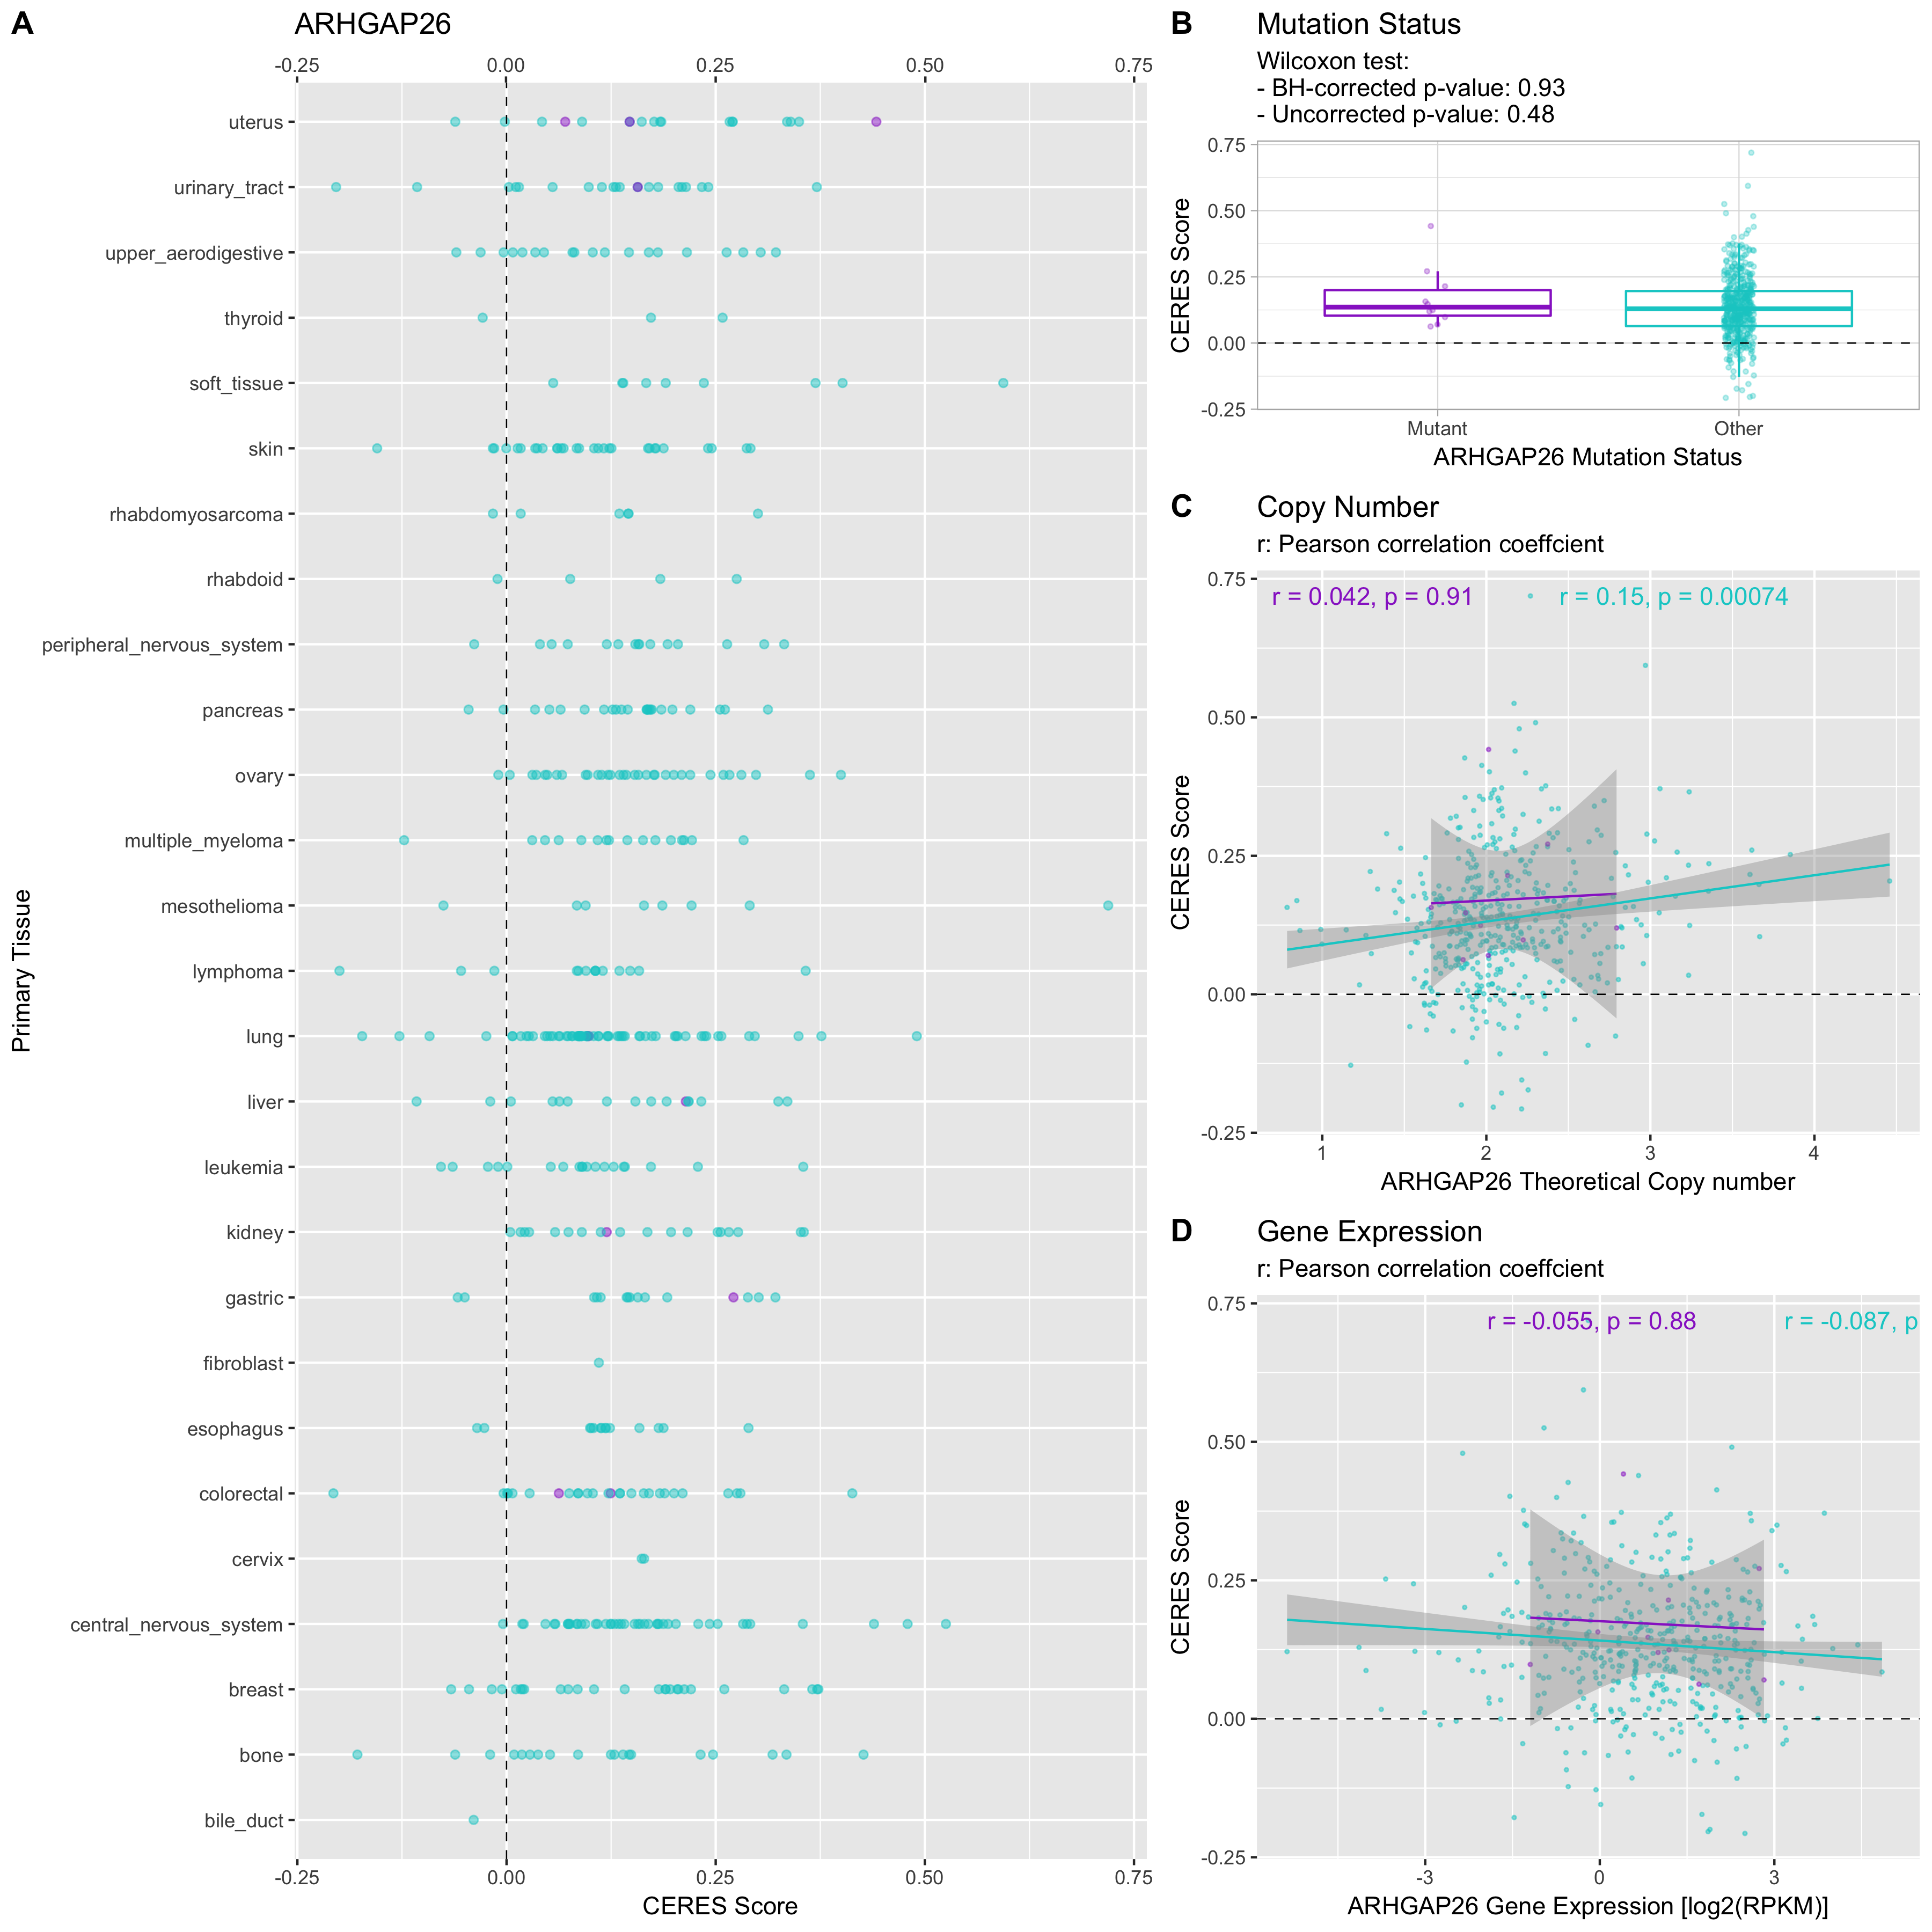 A
ARHGAP26
-0.25 0.00 0.25 0.50 0.75
Primary Tissue
uterus
urinary_tract
upper_aerodigestive
thyroid
soft_tissue
skin
rhabdomyosarcoma
rhabdoid
peripheral_nervous_system
pancreas
ovary
multiple_myeloma
mesothelioma
lymphoma
lung
liver
leukemia
kidney
gastric
fibroblast
esophagus
colorectal
cervix
central_nervous_system
breast
bone
bile_duct
-0.25 0.00 0.25 0.50 0.75
CERES Score
B
Mutation Status
Wilcoxon test:
- BH-corrected p-value: 0.93
- Uncorrected p-value: 0.48
CERES Score
0.75
0.50
0.25
0.00
-0.25
Mutant Other
ARHGAP26 Mutation Status
C
Copy Number
r: Pearson correlation coeffcient
r = 0.042, p = 0.91 r = 0.15, p = 0.00074
CERES Score
0.75
0.50
0.25
0.00
-0.25
1 2 3 4
ARHGAP26 Theoretical Copy number
D
Gene Expression
r: Pearson correlation coeffcient
r = -0.055, p = 0.88 r = -0.087, p
CERES Score
0.75
0.50
0.25
0.00
-0.25
-3 0 3
ARHGAP26 Gene Expression [log2(RPKM)]